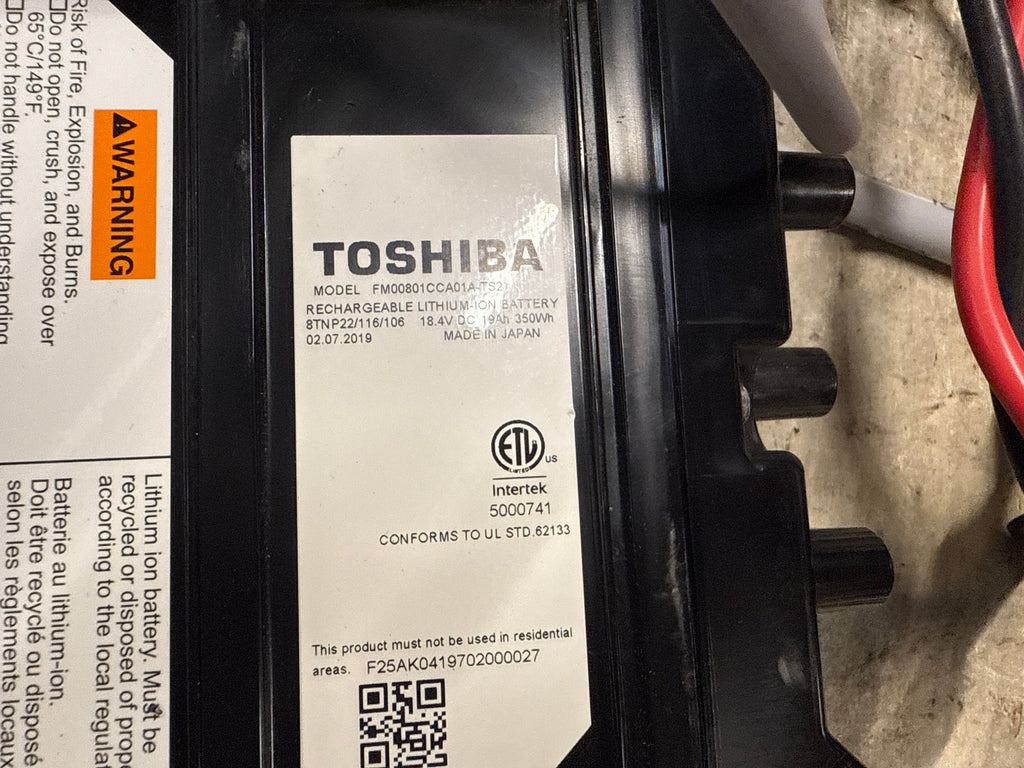 TOSHIBA
MODEL FM00801CCA01A-TS2
RECHARGEABLE LITHIUM-ION BATTERY
8TNP22/116/106 18.4V DC 19Ah 350Wh
02.07.2019 MADE IN JAPAN
ETL
LISTED
US
Intertek
5000741
CONFORMS TO UL STD.62133
This product must not be used in residential
areas. F25AK0419702000027
⚠WARNING
Risk of Fire, Explosion, and Burns.
□Do not open, crush, and expose over
65°C/149°F.
□Do not handle without understanding
Lithium ion battery. Must be
recycled or disposed of
according to the local
Batterie au lithium-ion.
Doit être recyclé ou disposé
selon les règlements locaux